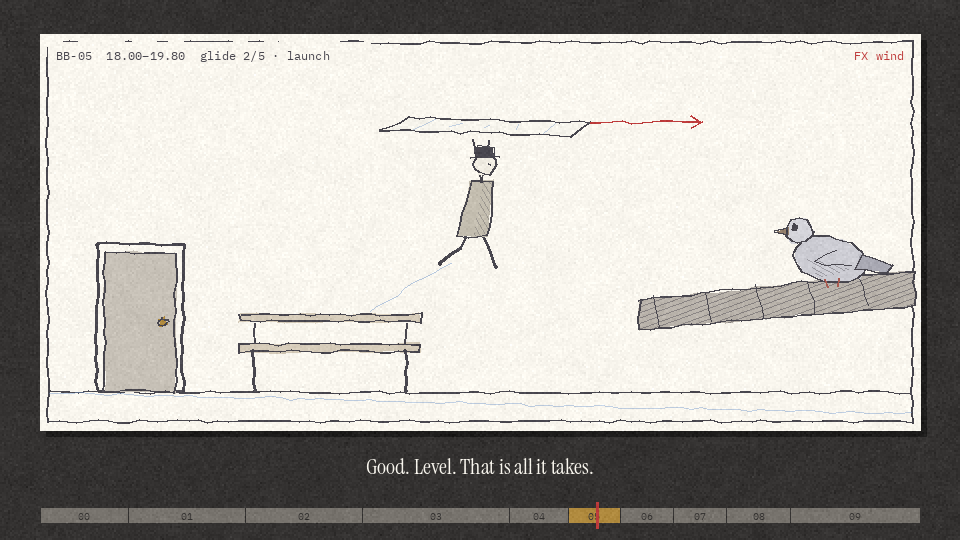 BB-05 18.00–19.80 glide 2/5 · launch
FX wind
Good. Level. That is all it takes.
00 01 02 03 04 05 06 07 08 09